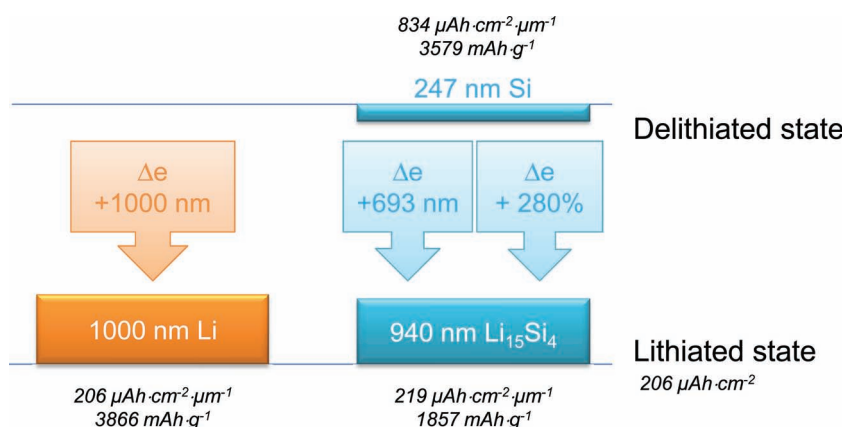 834 µAh·cm⁻²·µm⁻¹
3579 mAh·g⁻¹
247 nm Si
Delithiated state
Δe
+1000 nm
Δe
+693 nm
Δe
+ 280%
1000 nm Li
940 nm Li₁₅Si₄
Lithiated state
206 µAh·cm⁻²
206 µAh·cm⁻²·µm⁻¹
3866 mAh·g⁻¹
219 µAh·cm⁻²·µm⁻¹
1857 mAh·g⁻¹